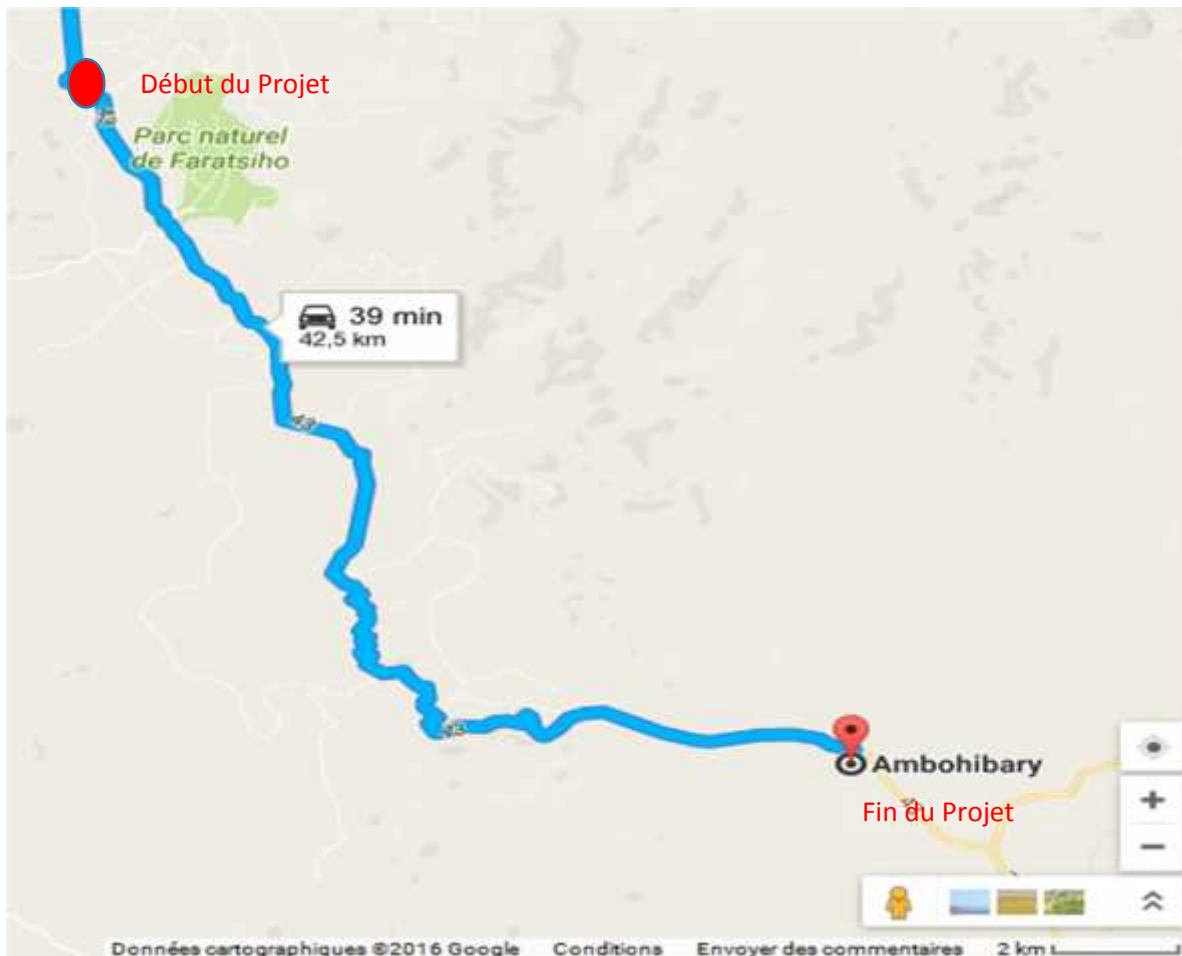 Début du Projet
Parc naturel
de Faratsiho
39 min
42,5 km
43
Ambohibary
Fin du Projet
Données cartographiques ©2016 Google Conditions Envoyer des commentaires 2 km